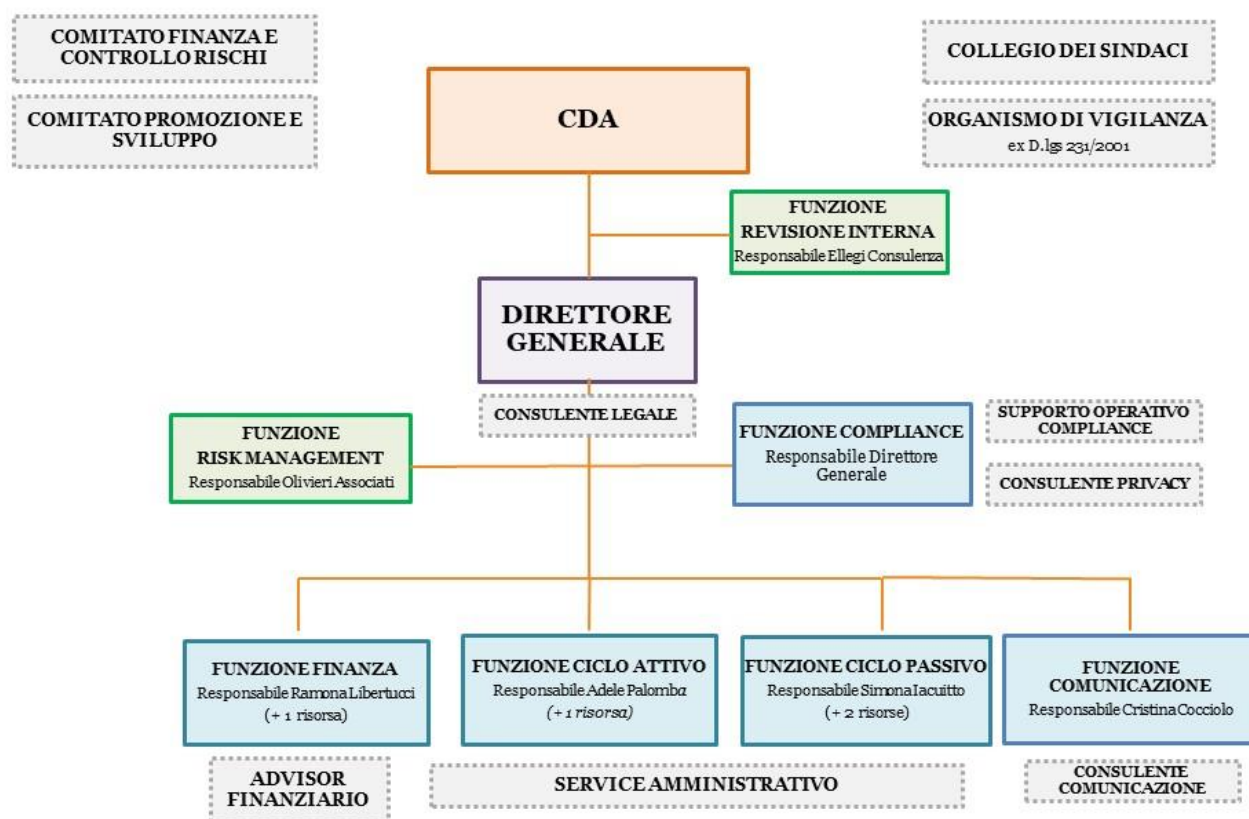 COMITATO FINANZA E
CONTROLLO RISCHI
COMITATO PROMOZIONE E
SVILUPPO
CDA
COLLEGIO DEI SINDACI
ORGANISMO DI VIGILANZA
ex D.lgs 231/2001
FUNZIONE
REVISIONE INTERNA
Responsabile Ellegi Consulenza
DIRETTORE
GENERALE
CONSULENTE LEGALE
FUNZIONE
RISK MANAGEMENT
Responsabile Olivieri Associati
FUNZIONE COMPLIANCE
Responsabile Direttore
Generale
SUPPORTO OPERATIVO
COMPLIANCE
CONSULENTE PRIVACY
FUNZIONE FINANZA
Responsabile Ramona Libertucci
(+ 1 risorsa)
FUNZIONE CICLO ATTIVO
Responsabile Adele Palomba
(+ 1 risorsa)
FUNZIONE CICLO PASSIVO
Responsabile Simona Iacuitto
(+ 2 risorse)
FUNZIONE
COMUNICAZIONE
Responsabile Cristina Cocciolo
ADVISOR
FINANZIARIO
SERVICE AMMINISTRATIVO
CONSULENTE
COMUNICAZIONE